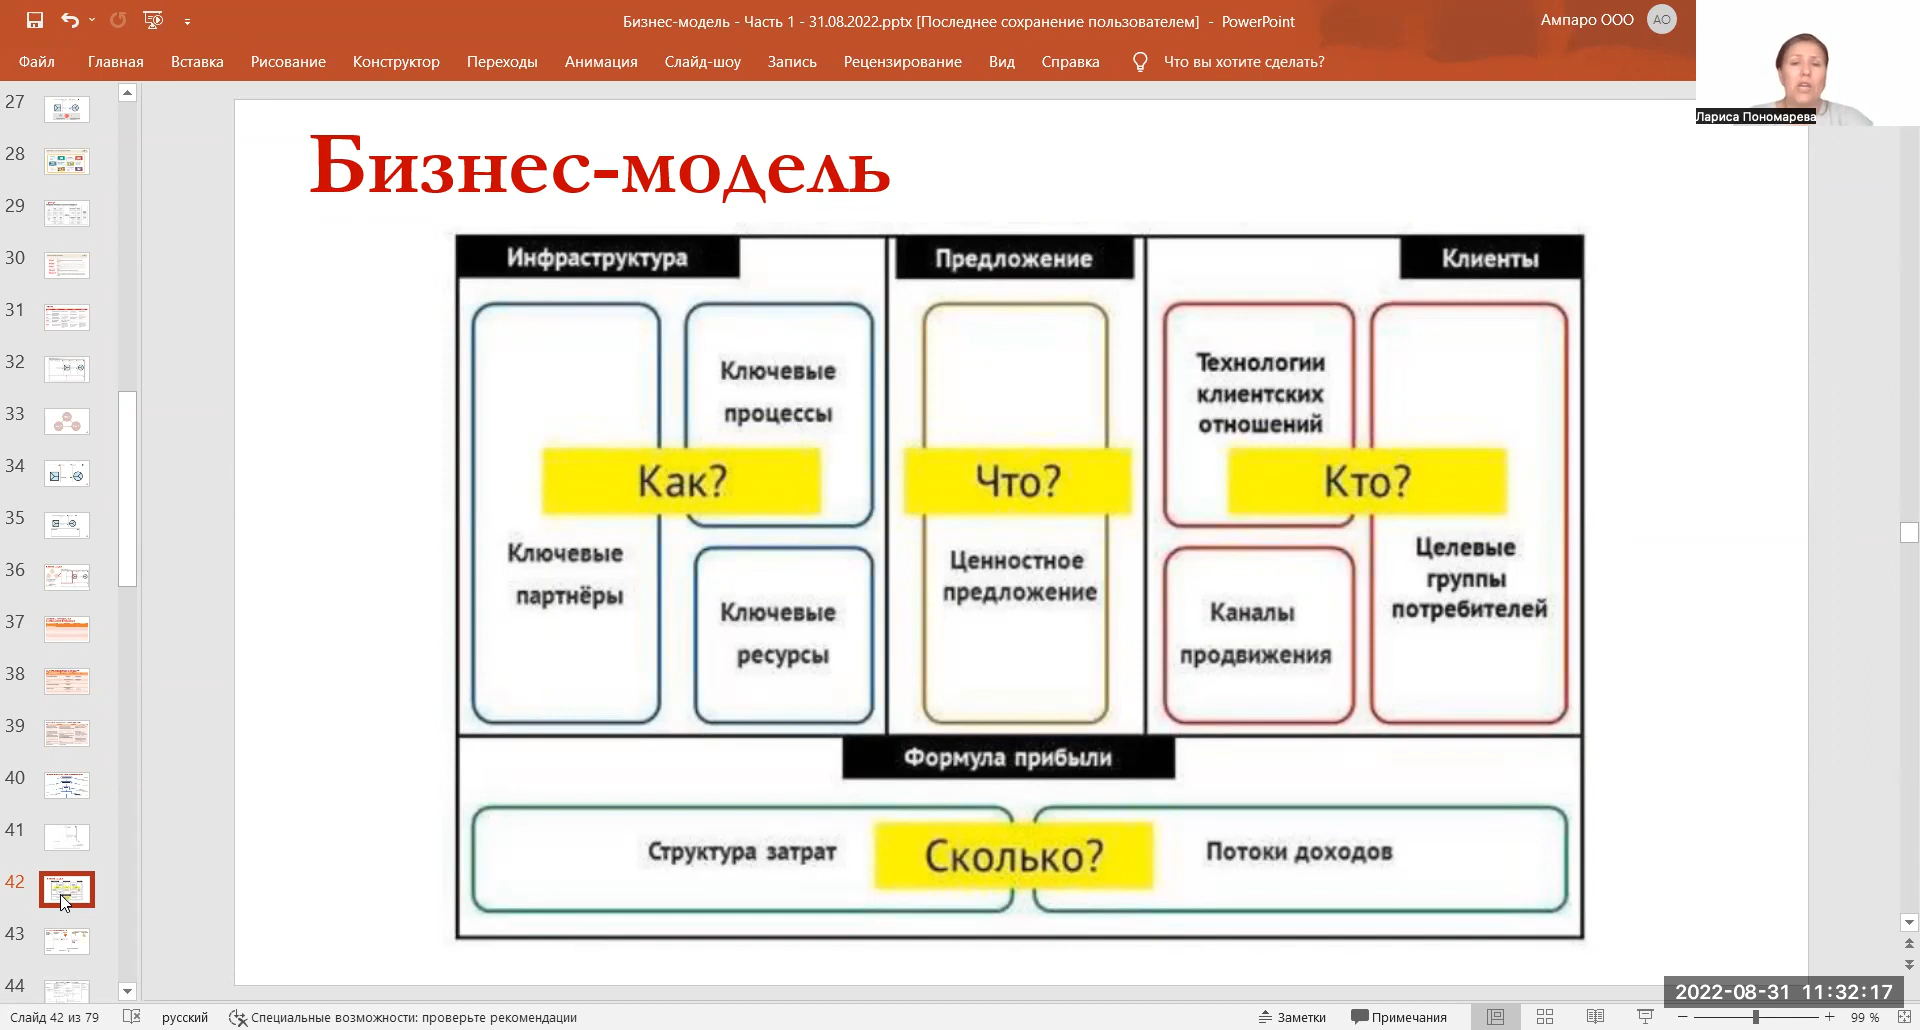 Бизнес-модель - Часть 1 - 31.08.2022.pptx [Последнее сохранение пользователем] - PowerPoint
Ампаро ООО
АО
Файл Главная Вставка Рисование Конструктор Переходы Анимация Слайд-шоу Запись Рецензирование Вид Справка Что вы хотите сделать?
Лариса Пономарева
27
28
29
30
31
32
33
34
35
36
37
38
39
40
41
42
43
44
Бизнес-модель
Инфраструктура
Предложение
Клиенты
Ключевые
процессы
Технологии
клиентских
отношений
Как?
Что?
Кто?
Ключевые
партнёры
Ценностное
предложение
Целевые
группы
потребителей
Ключевые
ресурсы
Каналы
продвижения
Формула прибыли
Структура затрат
Сколько?
Потоки доходов
2022-08-31 11:32:17
Слайд 42 из 79
русский
Специальные возможности: проверьте рекомендации
Заметки
Примечания
99 %